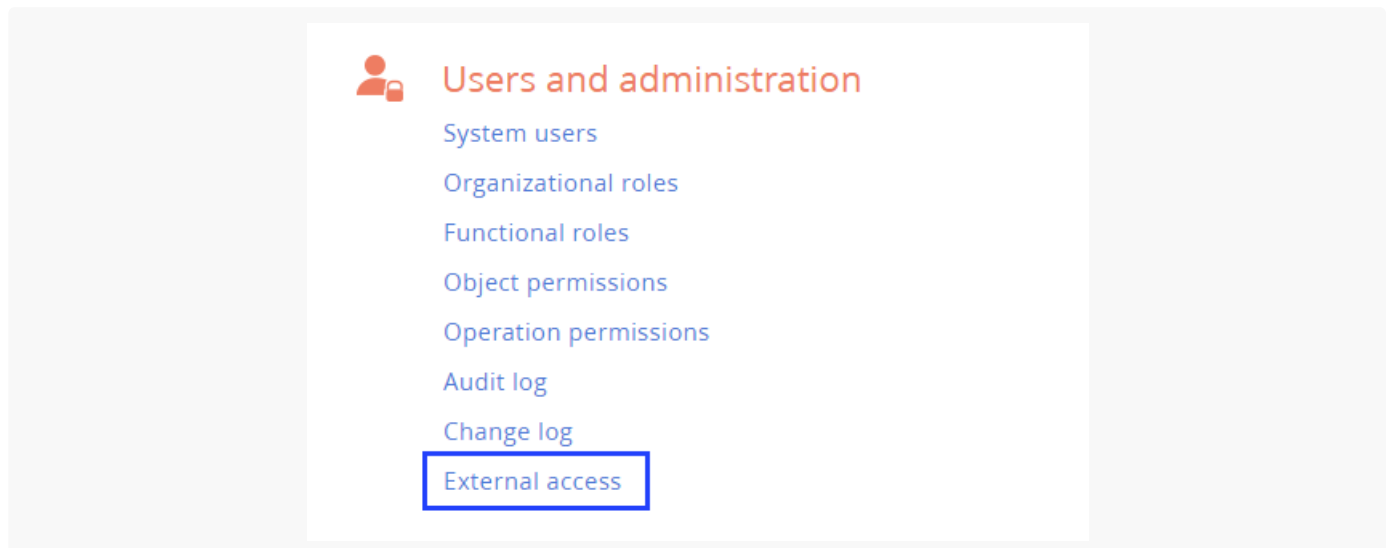 Users and administration
System users
Organizational roles
Functional roles
Object permissions
Operation permissions
Audit log
Change log
External access